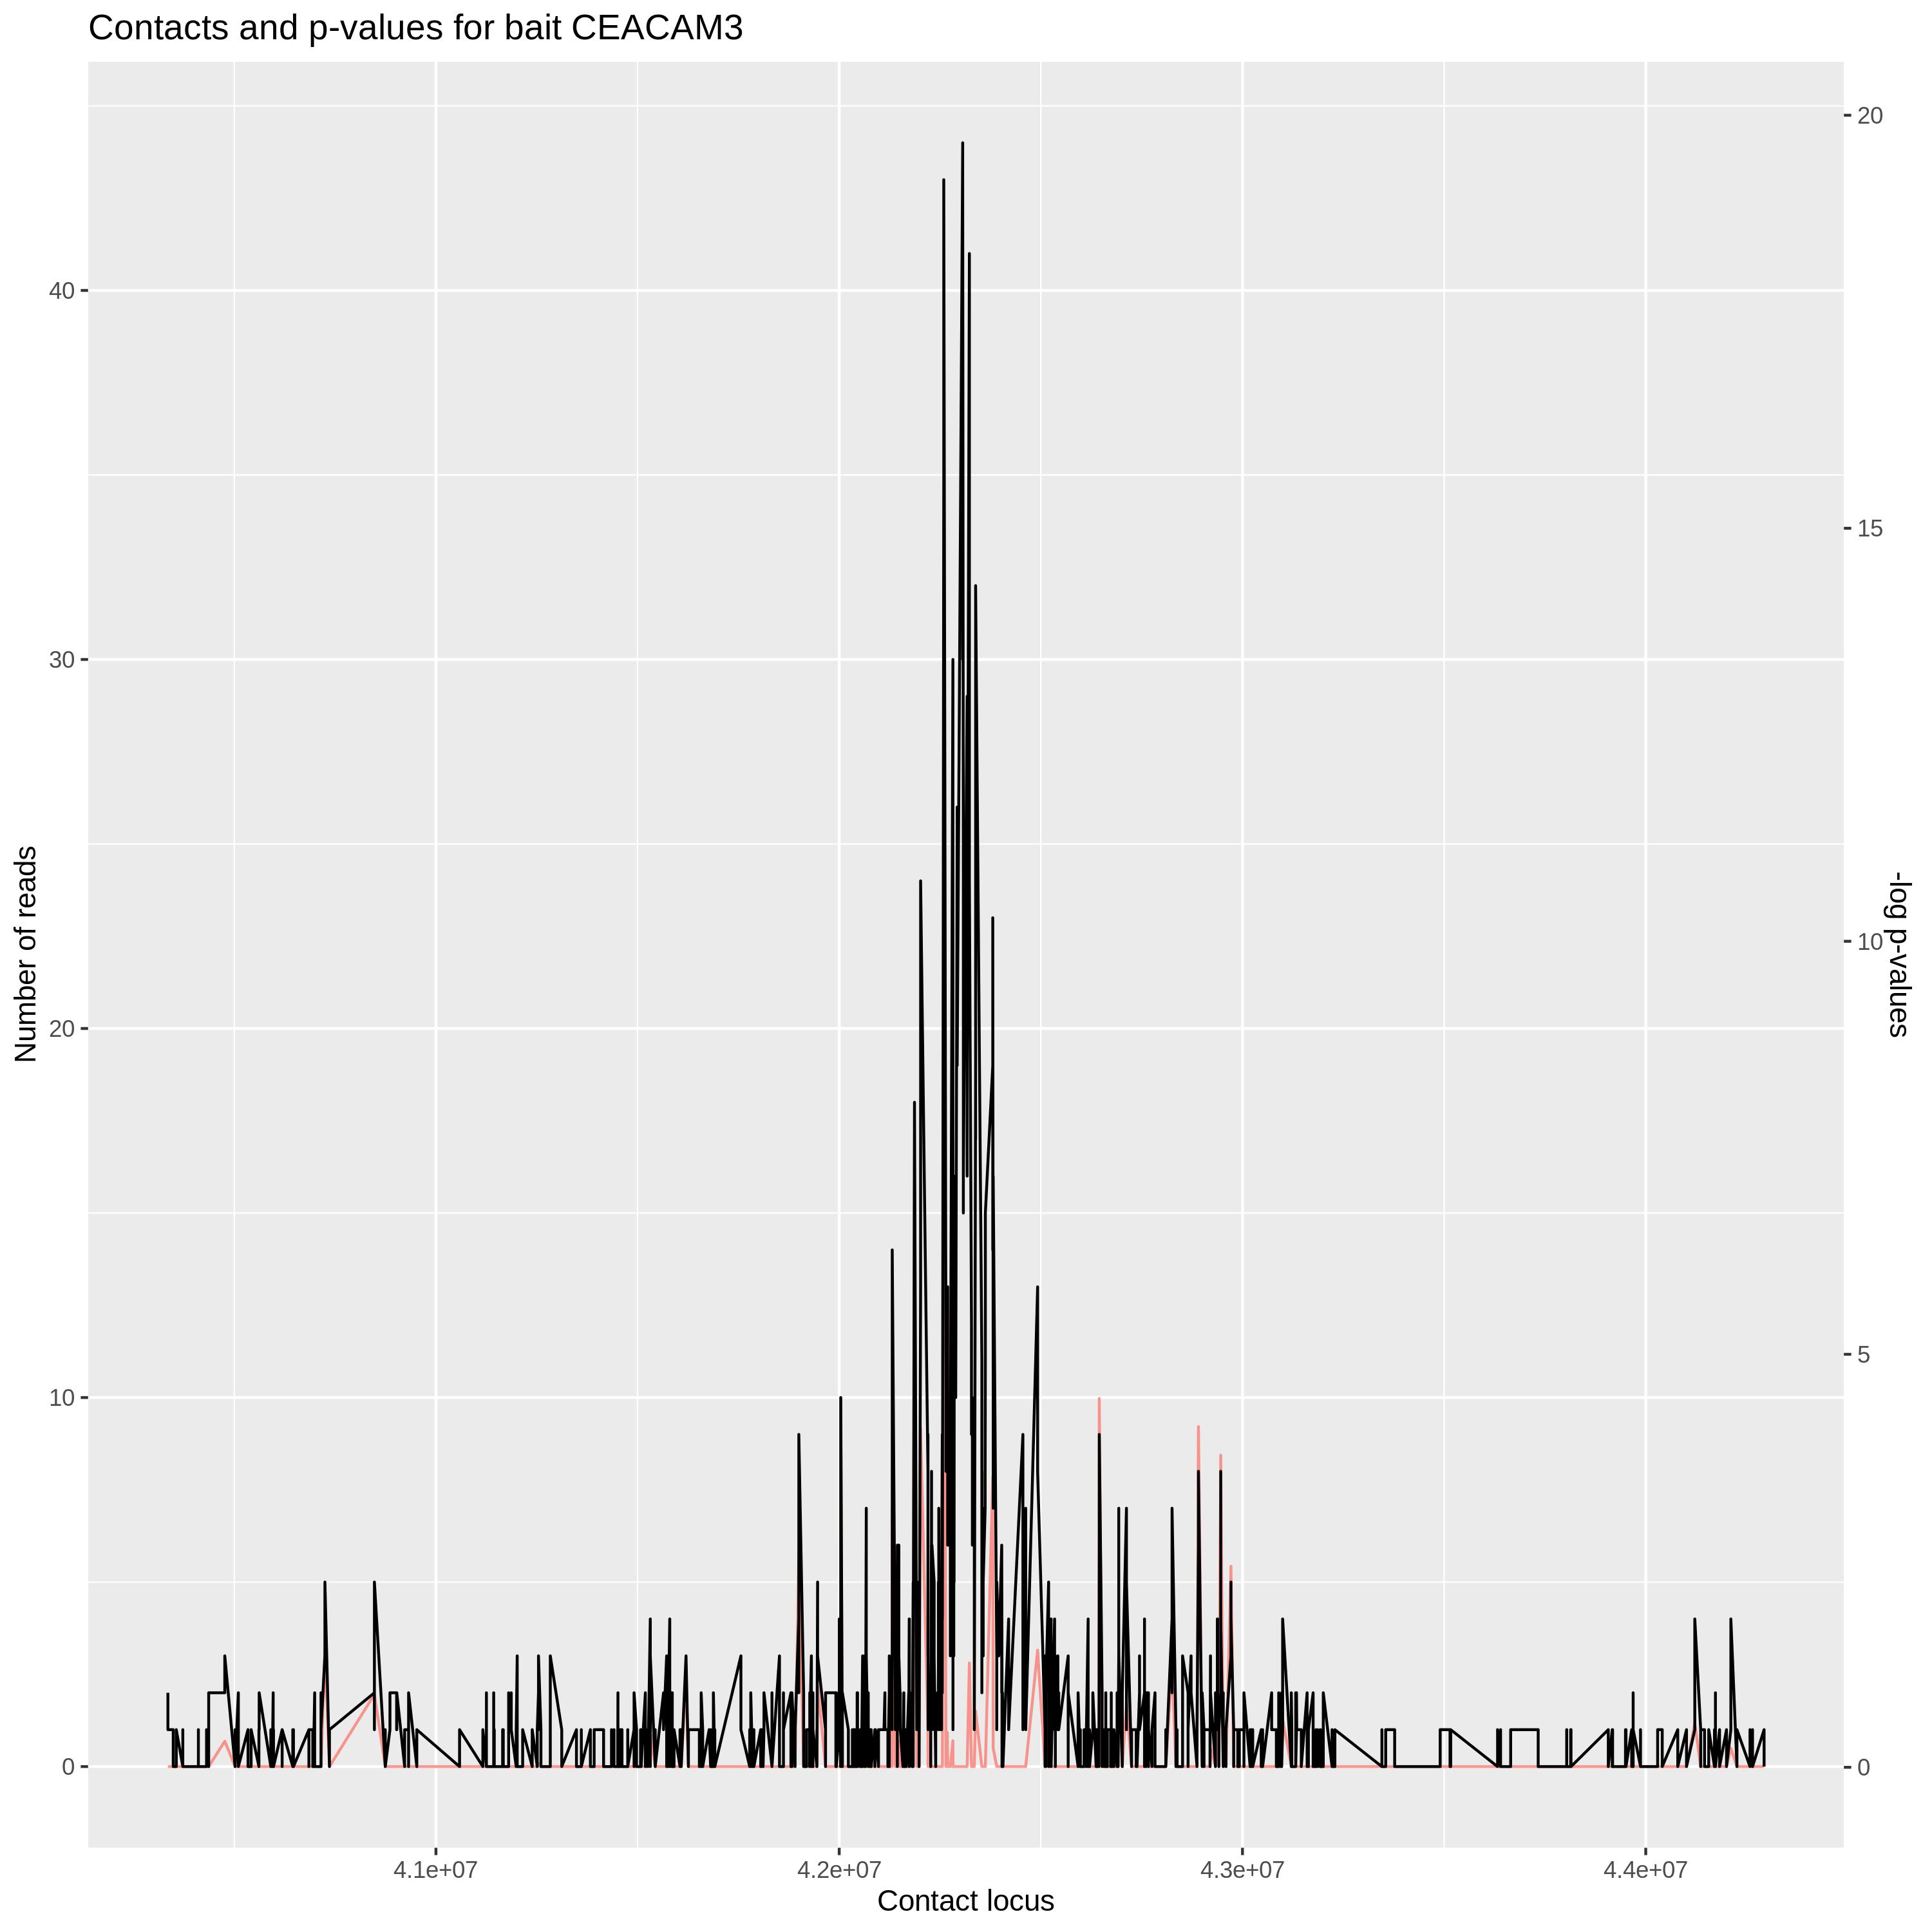 Contacts and p-values for bait CEACAM3
Number of reads
40
30
20
10
0
20
15
10
5
0
-log p-values
4.1e+07
4.2e+07
4.3e+07
4.4e+07
Contact locus